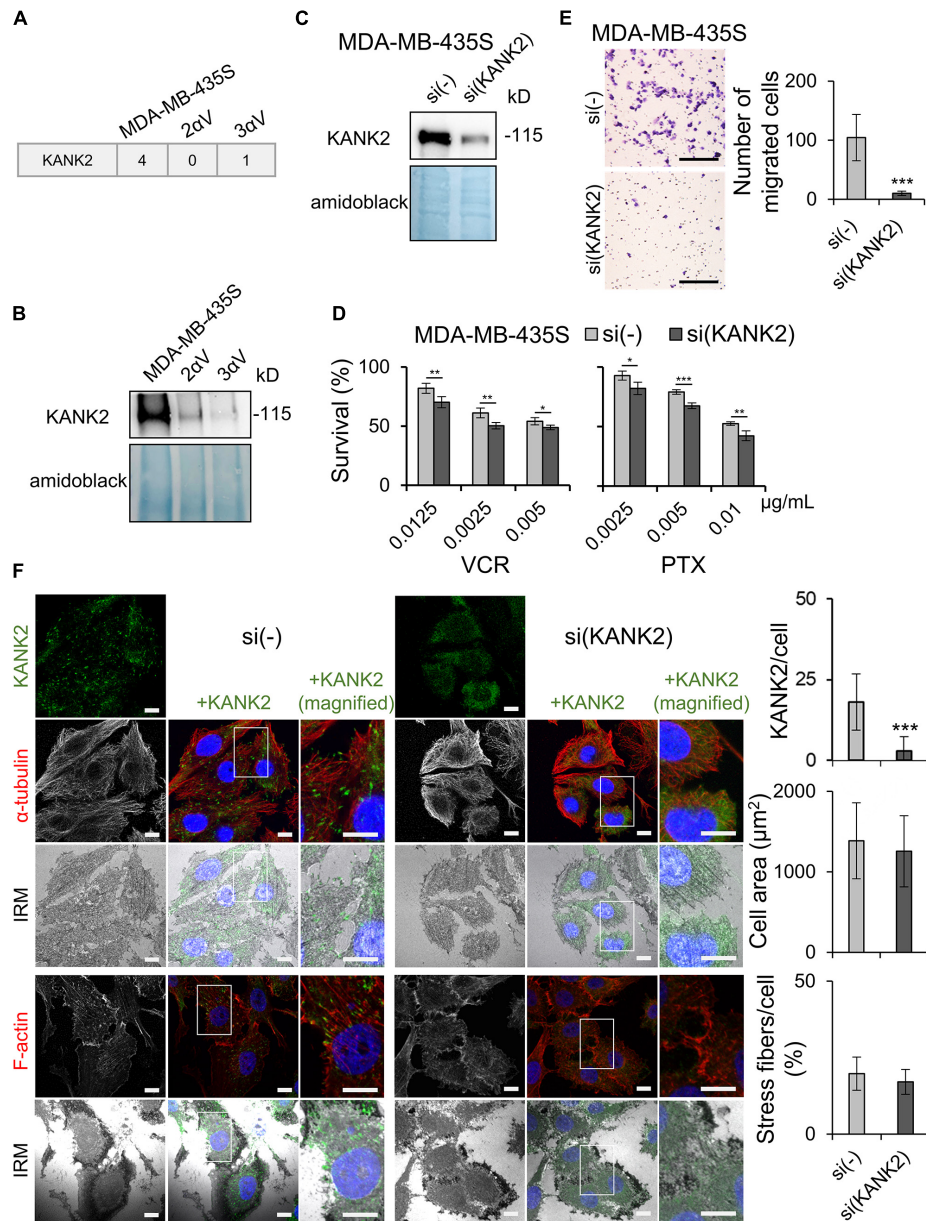 A
MDA-MB-435S
2αV
3αV
KANK2 4 0 1
B
MDA-MB-435S
2αV
3αV
kD
KANK2
-115
amidoblack
C
MDA-MB-435S
si(-)
si(KANK2)
kD
KANK2
-115
amidoblack
D
MDA-MB-435S si(-) si(KANK2)
Survival (%)
100
50
0
** ** *
* *** **
0.0125 0.0025 0.005
0.0025 0.005 0.01
µg/mL
VCR
PTX
E
MDA-MB-435S
si(-)
si(KANK2)
Number of
migrated cells
200
100
0
***
si(-)
si(KANK2)
F
KANK2
si(-)
+KANK2
+KANK2
(magnified)
si(KANK2)
+KANK2
+KANK2
(magnified)
α-tubulin
IRM
F-actin
IRM
KANK2/cell
50
25
0
***
Cell area (µm²)
2000
1000
0
Stress fibers/cell
(%)
50
0
si(-)
si(KANK2)